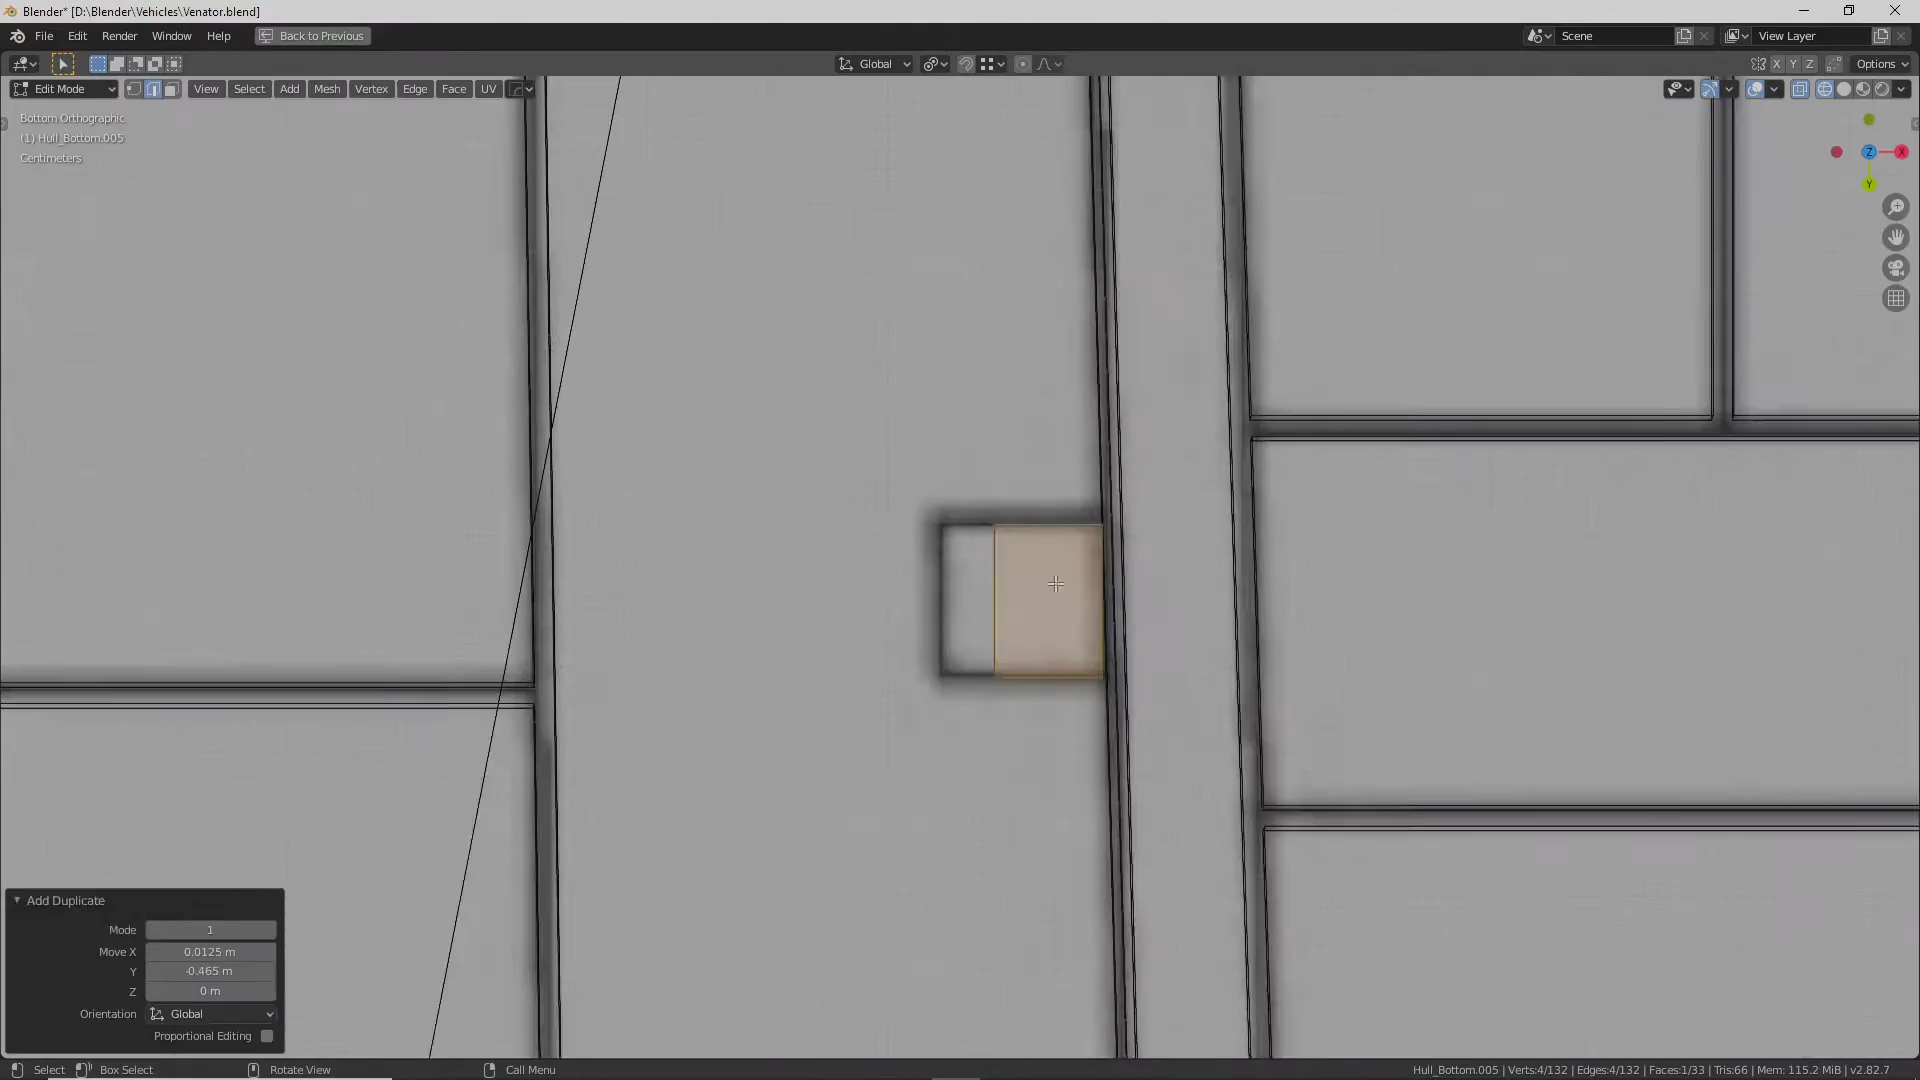 Blender* [D:\Blender\Vehicles\Venator.blend]
File Edit Render Window Help Back to Previous Scene View Layer
Global X Y Z Options
Edit Mode View Select Add Mesh Vertex Edge Face UV
Bottom Orthographic
(1) Hull_Bottom.005
Centimeters
Z X
Y
Add Duplicate
Mode 1
Move X 0.0125 m
Y -0.465 m
Z 0 m
Orientation Global
Proportional Editing
Select Box Select Rotate View Call Menu Hull_Bottom.005 | Verts:4/132 | Edges:4/132 | Faces:1/33 | Tris:66 | Mem: 115.2 MiB | v2.82.7